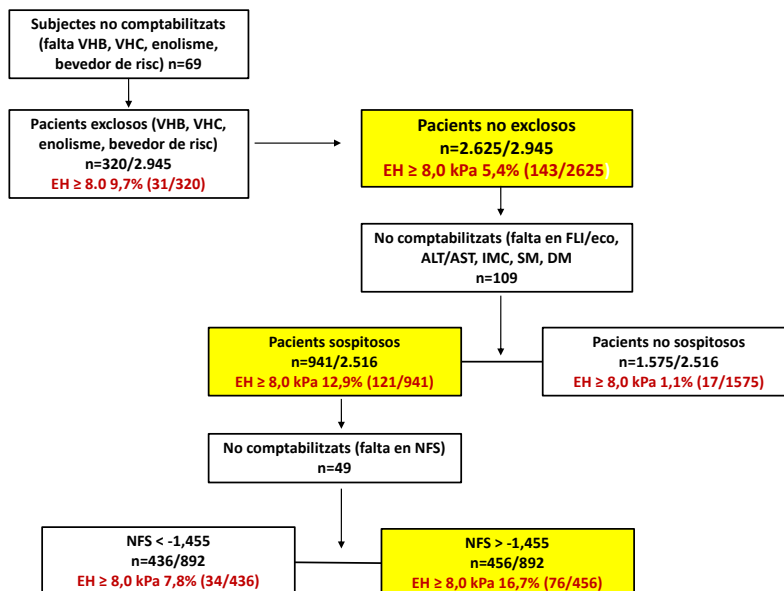 Subjectes no comptabilitzats
(falta VHB, VHC, enolisme,
bevedor de risc) n=69
Pacients exclosos (VHB, VHC,
enolisme, bevedor de risc)
n=320/2.945
EH ≥ 8.0 9,7% (31/320)
Pacients no exclosos
n=2.625/2.945
EH ≥ 8,0 kPa 5,4% (143/2625)
No comptabilitzats (falta en FLI/eco,
ALT/AST, IMC, SM, DM
n=109
Pacients sospitosos
n=941/2.516
EH ≥ 8,0 kPa 12,9% (121/941)
Pacients no sospitosos
n=1.575/2.516
EH ≥ 8,0 kPa 1,1% (17/1575)
No comptabilitzats (falta en NFS)
n=49
NFS < -1,455
n=436/892
EH ≥ 8,0 kPa 7,8% (34/436)
NFS > -1,455
n=456/892
EH ≥ 8,0 kPa 16,7% (76/456)